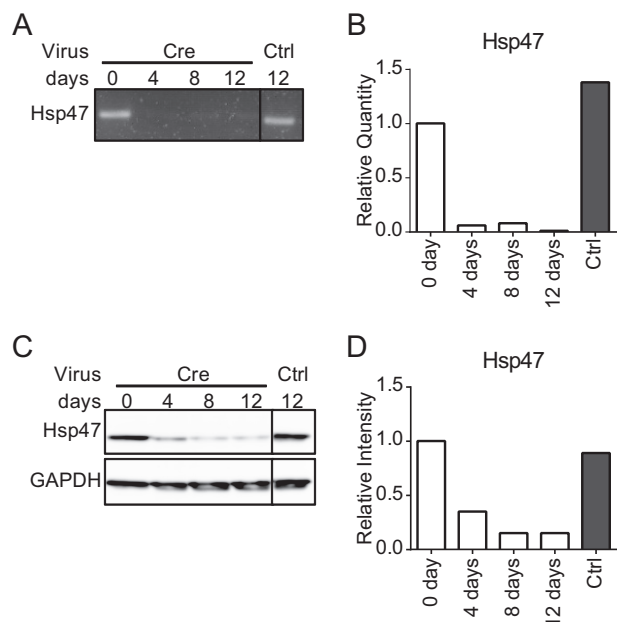 A
Virus Cre Ctrl
days 0 4 8 12 12
Hsp47
B
Hsp47
Relative Quantity
1.5
1.0
0.5
0.0
0 day
4 days
8 days
12 days
Ctrl
C
Virus Cre Ctrl
days 0 4 8 12 12
Hsp47
GAPDH
D
Hsp47
Relative Intensity
1.5
1.0
0.5
0.0
0 day
4 days
8 days
12 days
Ctrl